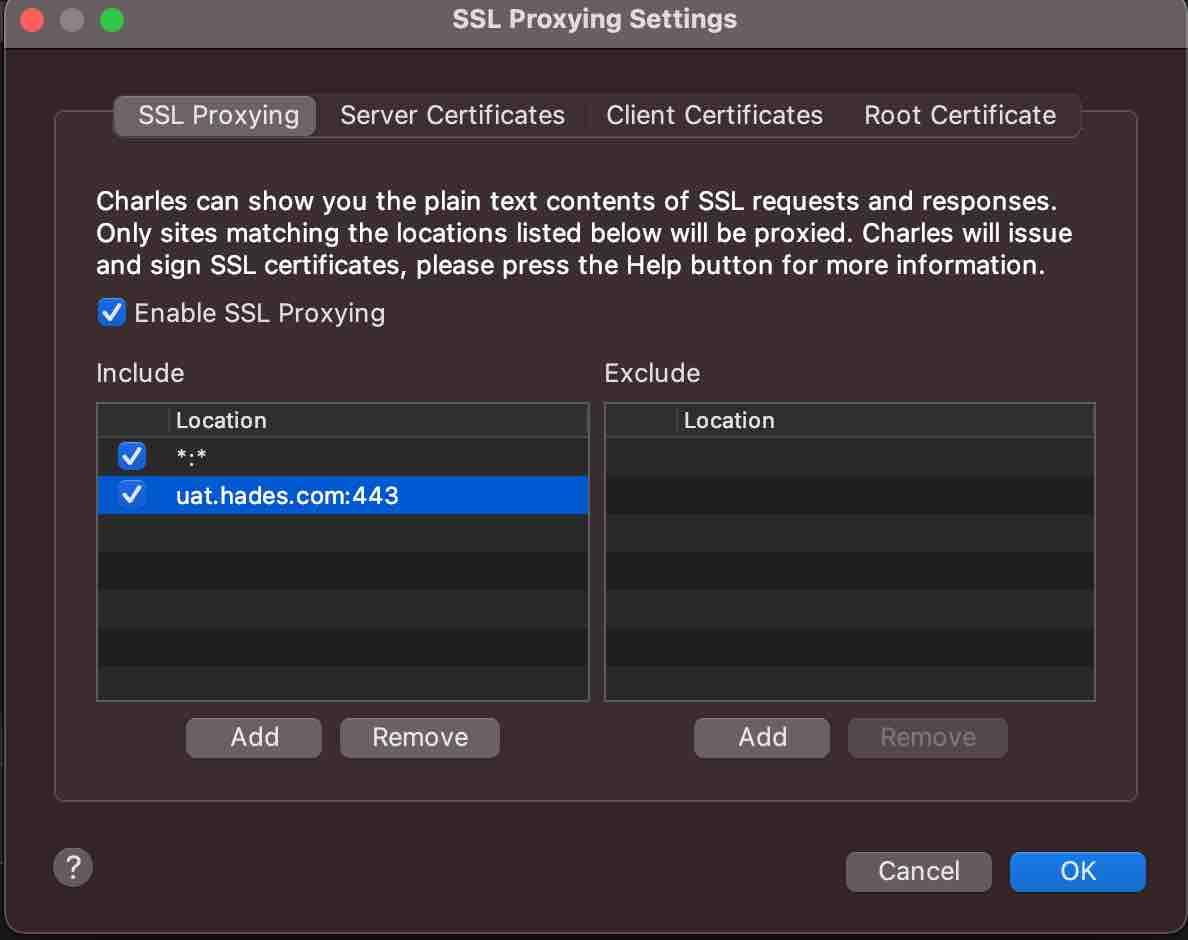 SSL Proxying Settings
SSL Proxying Server Certificates Client Certificates Root Certificate
Charles can show you the plain text contents of SSL requests and responses.
Only sites matching the locations listed below will be proxied. Charles will issue
and sign SSL certificates, please press the Help button for more information.
Enable SSL Proxying
Include Exclude
Location Location
*:*
uat.hades.com:443
Add Remove Add Remove
? Cancel OK